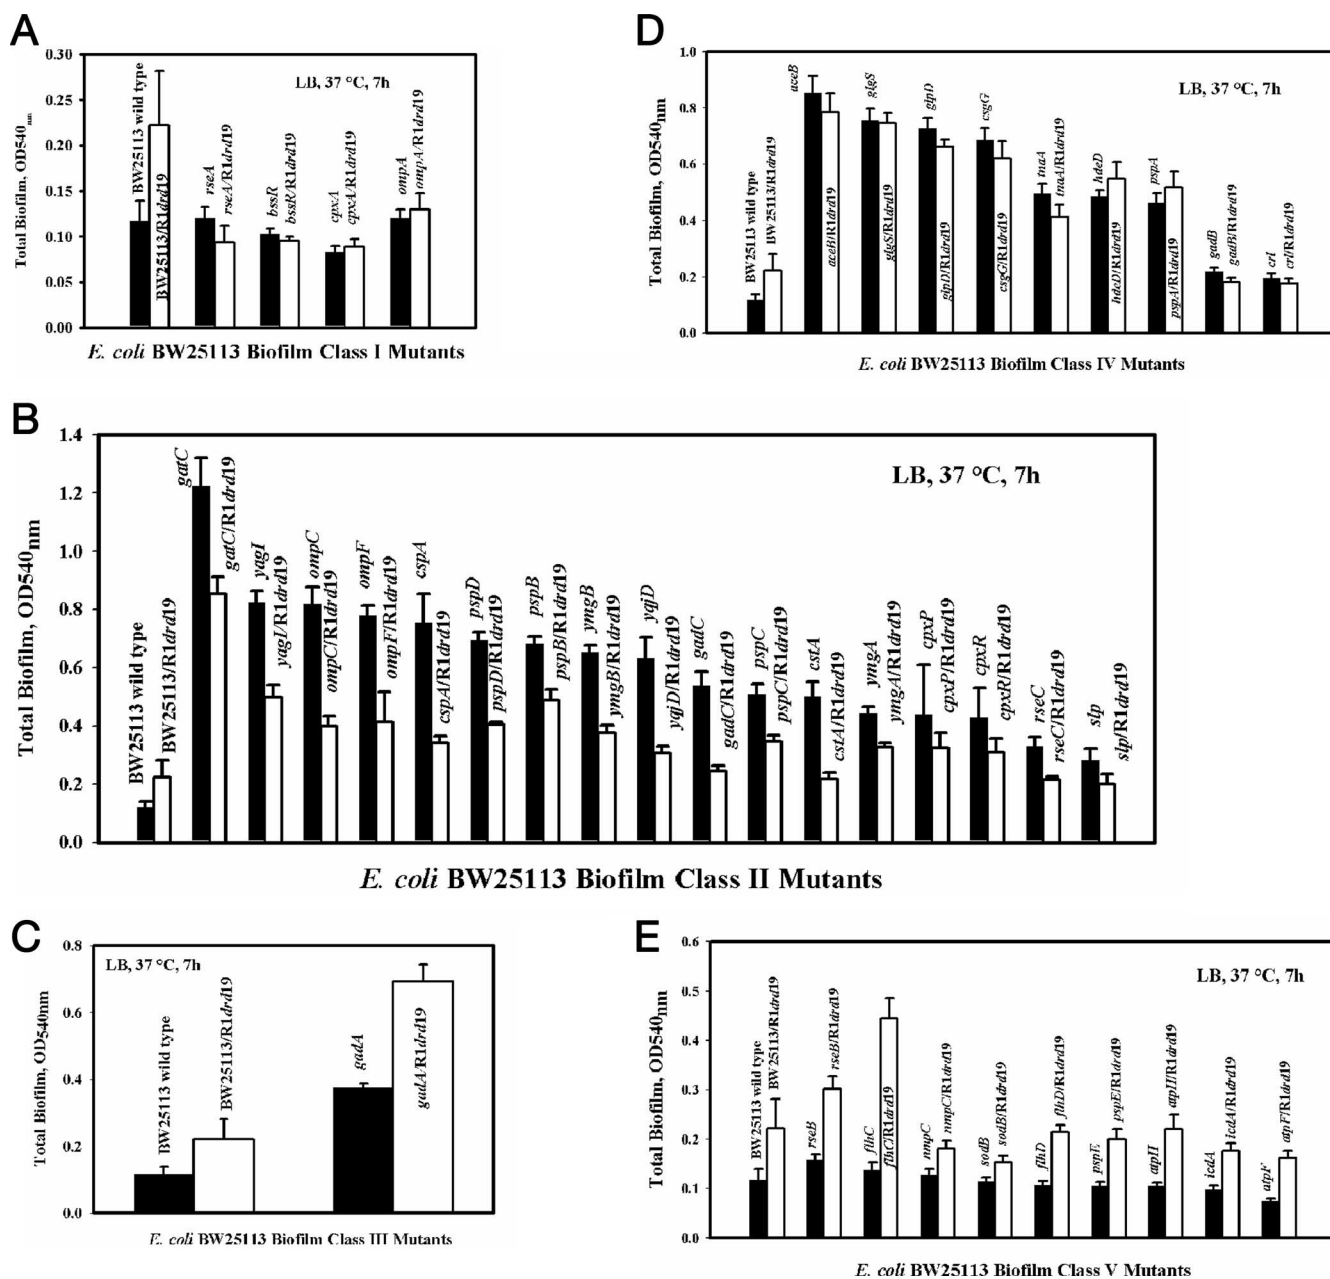 A
0.30
0.25
0.20
0.15
0.10
0.05
0.00
Total Biofilm, OD540nm
LB, 37 °C, 7h
BW25113 wild type
BW25113/R1drd19
rseA
rseA/R1drd19
bssR
bssR/R1drd19
cpxA
cpxA/R1drd19
ompA
ompA/R1drd19
E. coli BW25113 Biofilm Class I Mutants
D
1.0
0.8
0.6
0.4
0.2
0.0
Total Biofilm, OD540nm
LB, 37 °C, 7h
BW25113 wild type
BW25113/R1drd19
aceB
aceB/R1drd19
glgS
glgS/R1drd19
glpD
glpD/R1drd19
csgG
csgG/R1drd19
tnaA
tnaA/R1drd19
hdeD
hdeD/R1drd19
pspA
pspA/R1drd19
gadB
gadB/R1drd19
crl
crl/R1drd19
E. coli BW25113 Biofilm Class IV Mutants
B
1.4
1.2
1.0
0.8
0.6
0.4
0.2
0.0
Total Biofilm, OD540nm
LB, 37 °C, 7h
BW25113 wild type
BW25113/R1drd19
gatC
gatC/R1drd19
yagI
yagI/R1drd19
ompC
ompC/R1drd19
ompF
ompF/R1drd19
cspA
cspA/R1drd19
pspD
pspD/R1drd19
pspB
pspB/R1drd19
ymgB
ymgB/R1drd19
yqjD
yqjD/R1drd19
gadC
gadC/R1drd19
pspC
pspC/R1drd19
cstA
cstA/R1drd19
ymgA
ymgA/R1drd19
cpxP
cpxP/R1drd19
cpxR
cpxR/R1drd19
rseC
rseC/R1drd19
slp
slp/R1drd19
E. coli BW25113 Biofilm Class II Mutants
C
0.8
0.6
0.4
0.2
0.0
Total Biofilm, OD540nm
LB, 37 °C, 7h
BW25113 wild type
BW25113/R1drd19
gadA
gadA/R1drd19
E. coli BW25113 Biofilm Class III Mutants
E
0.6
0.5
0.4
0.3
0.2
0.1
0.0
Total Biofilm, OD540nm
LB, 37 °C, 7h
BW25113 wild type
BW25113/R1drd19
rseB
rseB/R1drd19
flhC
flhC/R1drd19
nmpC
nmpC/R1drd19
sodB
sodB/R1drd19
flhD
flhD/R1drd19
pspE
pspE/R1drd19
atpH
atpH/R1drd19
icdA
icdA/R1drd19
atpF
atpF/R1drd19
E. coli BW25113 Biofilm Class V Mutants